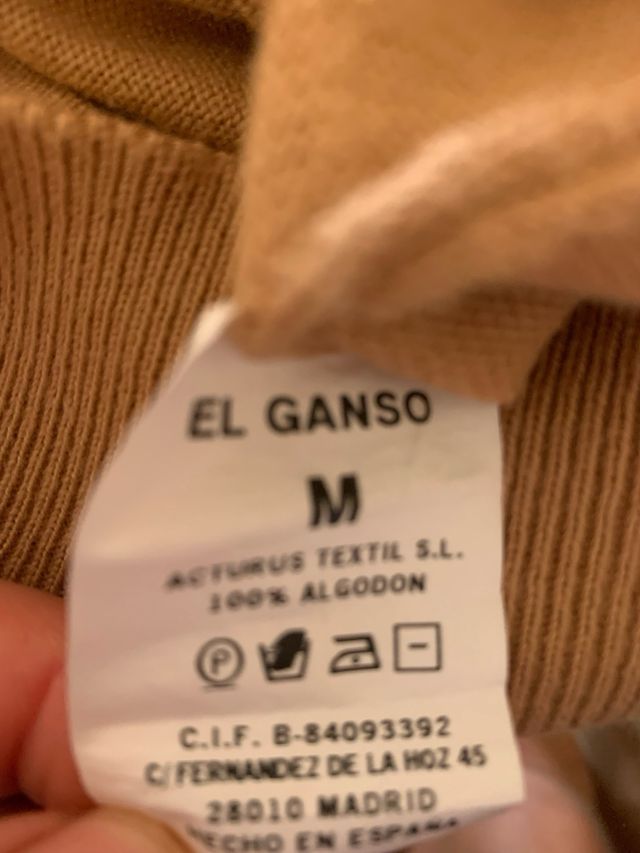 EL GANSO
M
ACTURUS TEXTIL S.L.
100% ALGODON
P
C.I.F. B-84093392
C/FERNANDEZ DE LA HOZ 45
28010 MADRID
HECHO EN ESPAÑA